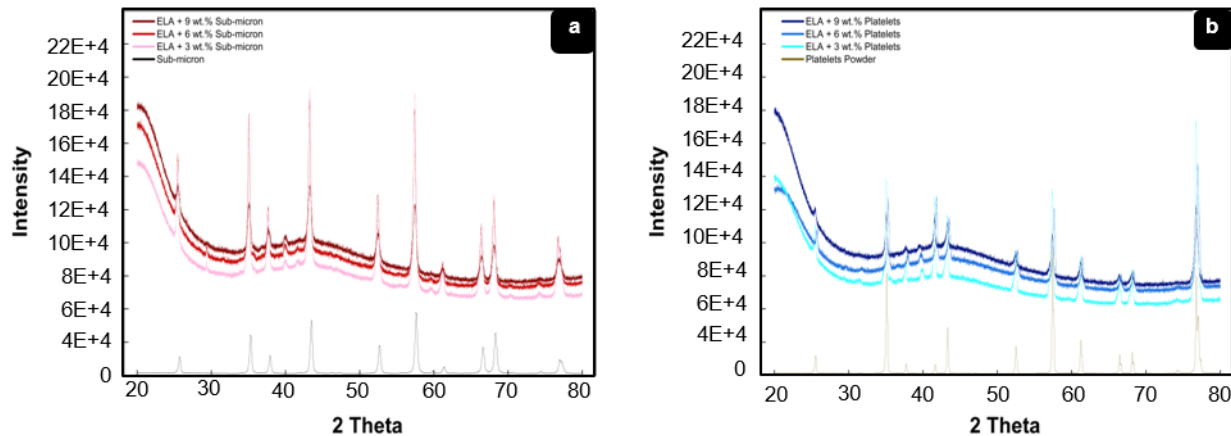 ELA + 9 wt.% Sub-micron
ELA + 6 wt.% Sub-micron
ELA + 3 wt.% Sub-micron
Sub-micron
a
22E+4
20E+4
18E+4
16E+4
14E+4
12E+4
10E+4
8E+4
6E+4
4E+4
2E+4
0
Intensity
20 30 40 50 60 70 80
2 Theta
ELA + 9 wt.% Platelets
ELA + 6 wt.% Platelets
ELA + 3 wt.% Platelets
Platelets Powder
b
22E+4
20E+4
18E+4
16E+4
14E+4
12E+4
10E+4
8E+4
6E+4
4E+4
2E+4
0
Intensity
20 30 40 50 60 70 80
2 Theta